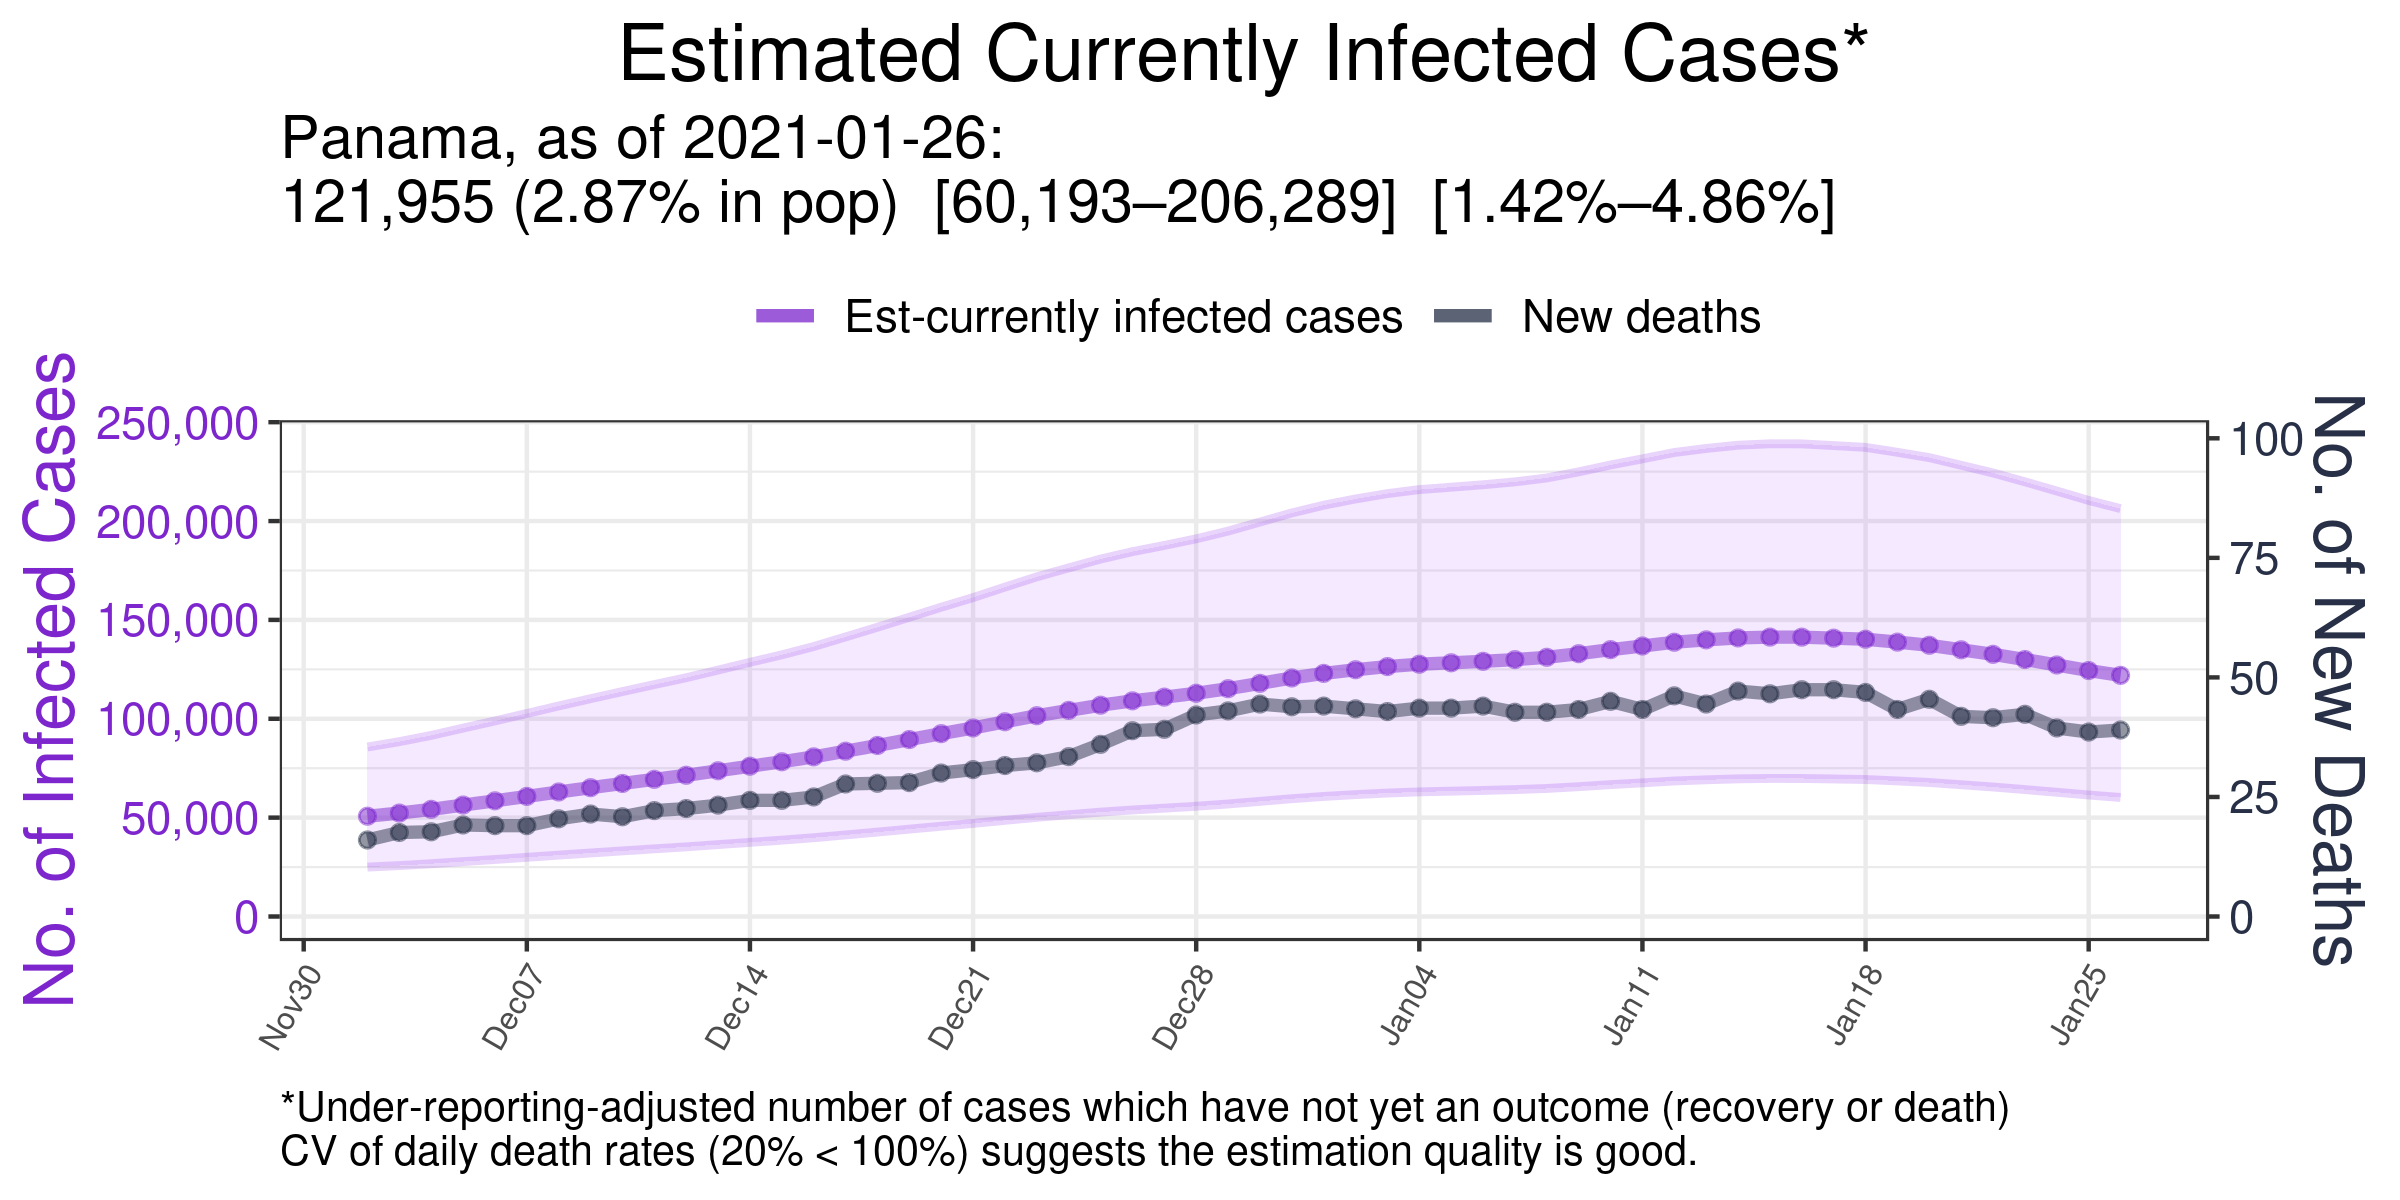 Estimated Currently Infected Cases*
Panama, as of 2021-01-26:
121,955 (2.87% in pop)  [60,193–206,289]  [1.42%–4.86%]
Est-currently infected cases
New deaths
No. of Infected Cases
250,000
200,000
150,000
100,000
50,000
0
100
75
50
25
0
No. of New Deaths
Nov30
Dec07
Dec14
Dec21
Dec28
Jan04
Jan11
Jan18
Jan25
*Under-reporting-adjusted number of cases which have not yet an outcome (recovery or death)
CV of daily death rates (20% < 100%) suggests the estimation quality is good.